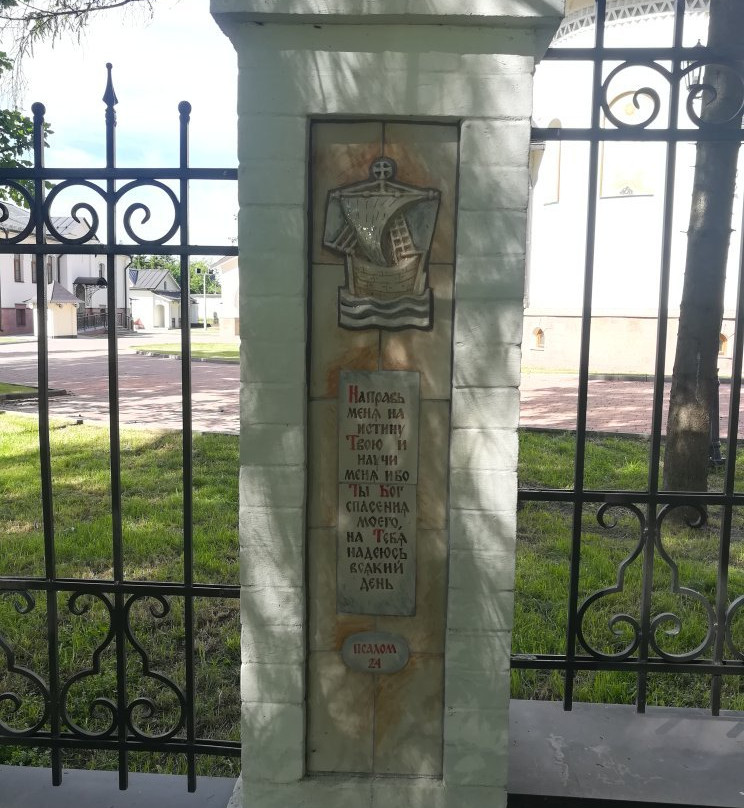 Направь
меня на
истину
Твою и
научи
меня ибо
Ты Бог
спасения
моего,
на Тебя
надеюсь
всякий
день
псалом
24